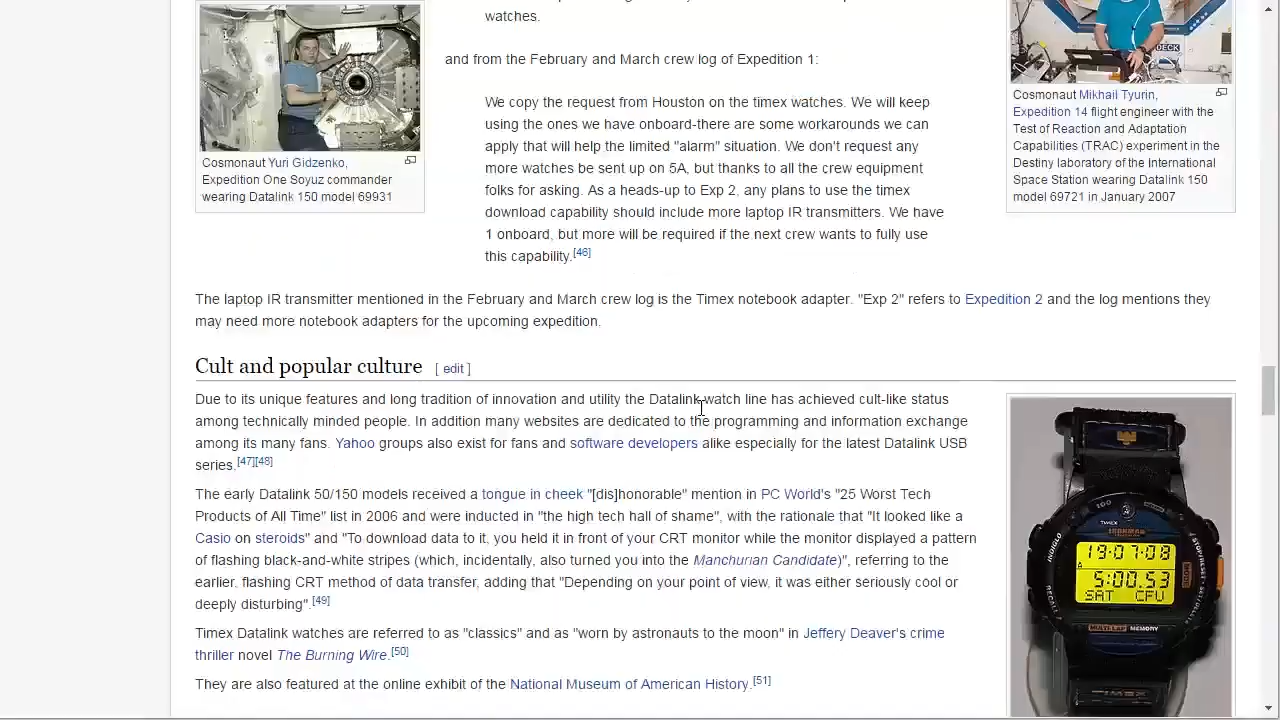 watches.
and from the February and March crew log of Expedition 1:
We copy the request from Houston on the timex watches. We will keep
using the ones we have onboard-there are some workarounds we can
apply that will help the limited "alarm" situation. We don't request any
more watches be sent up on 5A, but thanks to all the crew equipment
folks for asking. As a heads-up to Exp 2, any plans to use the timex
download capability should include more laptop IR transmitters. We have
1 onboard, but more will be required if the next crew wants to fully use
this capability.[46]
Cosmonaut Yuri Gidzenko,
Expedition One Soyuz commander
wearing Datalink 150 model 69931
DECK
Cosmonaut Mikhail Tyurin,
Expedition 14 flight engineer with the
Test of Reaction and Adaptation
Capabilities (TRAC) experiment in the
Destiny laboratory of the International
Space Station wearing Datalink 150
model 69721 in January 2007
The laptop IR transmitter mentioned in the February and March crew log is the Timex notebook adapter. "Exp 2" refers to Expedition 2 and the log mentions they
may need more notebook adapters for the upcoming expedition.
Cult and popular culture [ edit ]
Due to its unique features and long tradition of innovation and utility the Datalink watch line has achieved cult-like status
among technically minded people. In addition many websites are dedicated to the programming and information exchange
among its many fans. Yahoo groups also exist for fans and software developers alike especially for the last Datalink USB
series.[47][48]
The early Datalink 50/150 models received a tongue in cheek "[dis]honorable" mention in PC World's "25 Worst Tech
Products of All Time" list in 2006 and were inducted in "the high tech hall of shame", with the rationale that "It looked like a
Casio on steroids" and "To download data to it, you held it in front of your CRT monitor while the monitor displayed a pattern
of flashing black-and-white stripes (which, incidentally, also turned you into the Manchurian Candidate)", referring to the
earlier. flashing CRT method of data transfer, adding that "Depending on your point of view, it was either seriously cool or
deeply disturbing".[49]
Timex Datalink watches are referred to as "classics" and as "worn by astronauts to the moon" in Jeffery Deaver's crime
thriller novel The Burning Wire.[50]
They are also featured at the online exhibit of the National Museum of American History.[51]
TIMEX
IRONMAN
INDIGLO
19·07·08
A
5:00.53
SAT CPU
RECALL
MULTI-LAP MEMORY
TIMEX